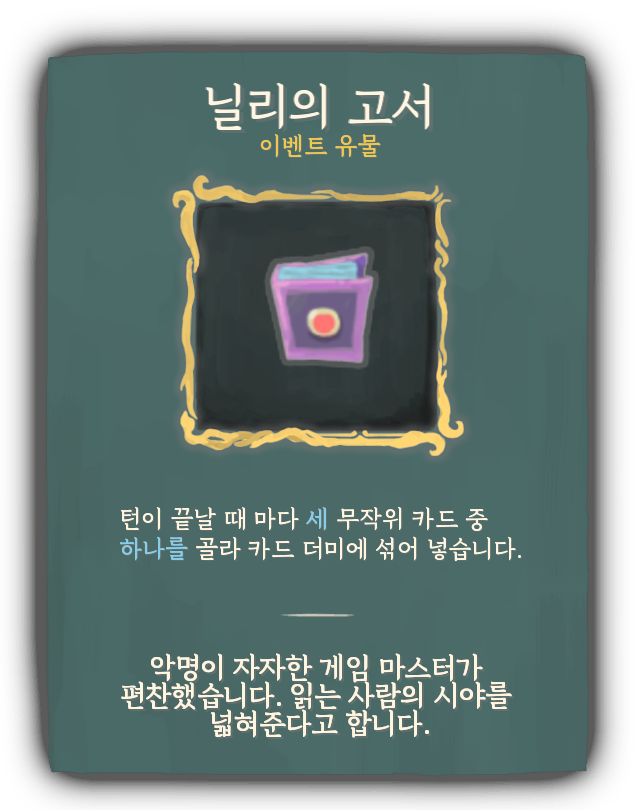 닐리의 고서
이벤트 유물
턴이 끝날 때 마다 세 무작위 카드 중
하나를 골라 카드 더미에 섞어 넣습니다.
악명이 자자한 게임 마스터가
편찬했습니다. 읽는 사람의 시야를
넓혀준다고 합니다.